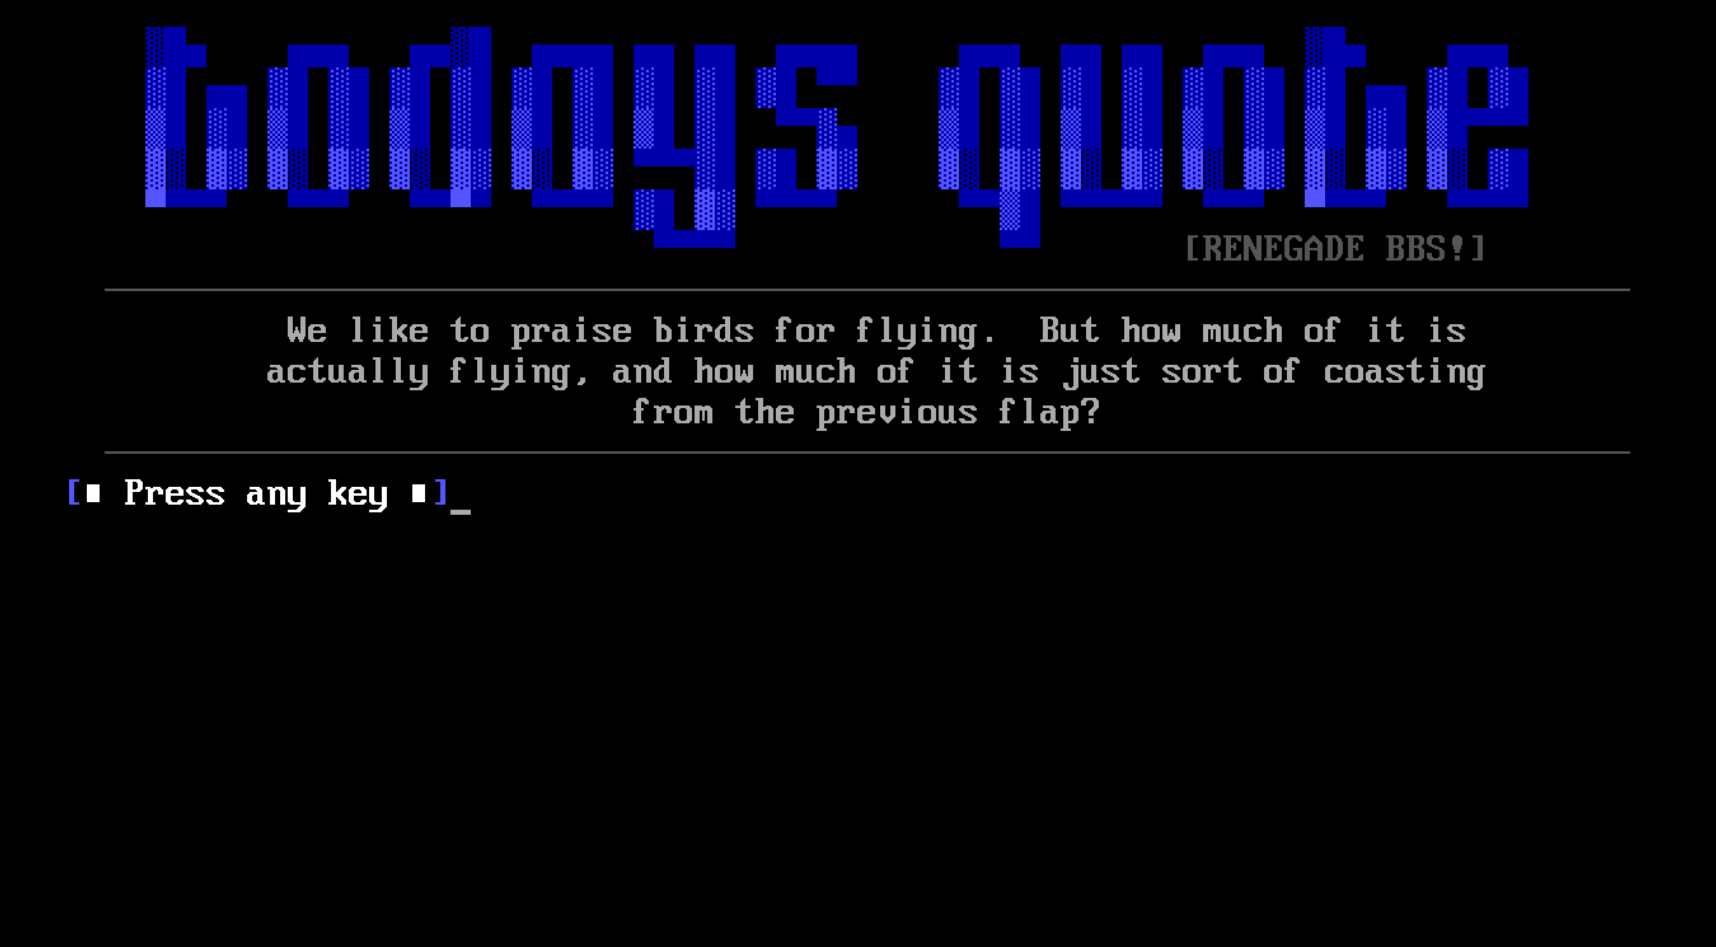 todays quote
[RENEGADE BBS!]
We like to praise birds for flying.  But how much of it is
actually flying, and how much of it is just sort of coasting
from the previous flap?
[∎ Press any key ∎]_